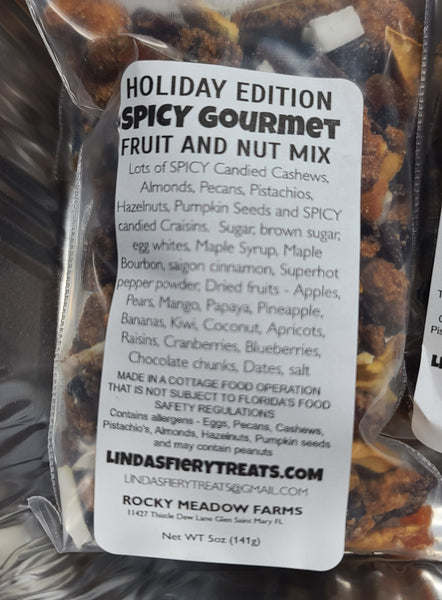 HOLIDAY EDITION
SPICY GOURMET
FRUIT AND NUT MIX
Lots of SPICY Candied Cashews,
Almonds, Pecans, Pistachios,
Hazelnuts, Pumpkin Seeds and SPICY
candied Craisins. Sugar, brown sugar,
egg whites, Maple Syrup, Maple
Bourbon, saigon cinnamon, Superhot
pepper powder, Dried fruits - Apples,
Pears, Mango, Papaya, Pineapple,
Bananas, Kiwi, Coconut, Apricots,
Raisins, Cranberries, Blueberries,
Chocolate chunks, Dates, salt
MADE IN A COTTAGE FOOD OPERATION
THAT IS NOT SUBJECT TO FLORIDA'S FOOD
SAFETY REGULATIONS
Contains allergens - Eggs, Pecans, Cashews,
Pistachio's, Almonds, Hazelnuts, Pumpkin seeds
and may contain peanuts
LINDASFIERYTREATS.COM
LINDASFIERYTREATS@GMAIL.COM
ROCKY MEADOW FARMS
11427 Thistle Dew Lane Glen Saint Mary FL
Net WT 5oz (141g)